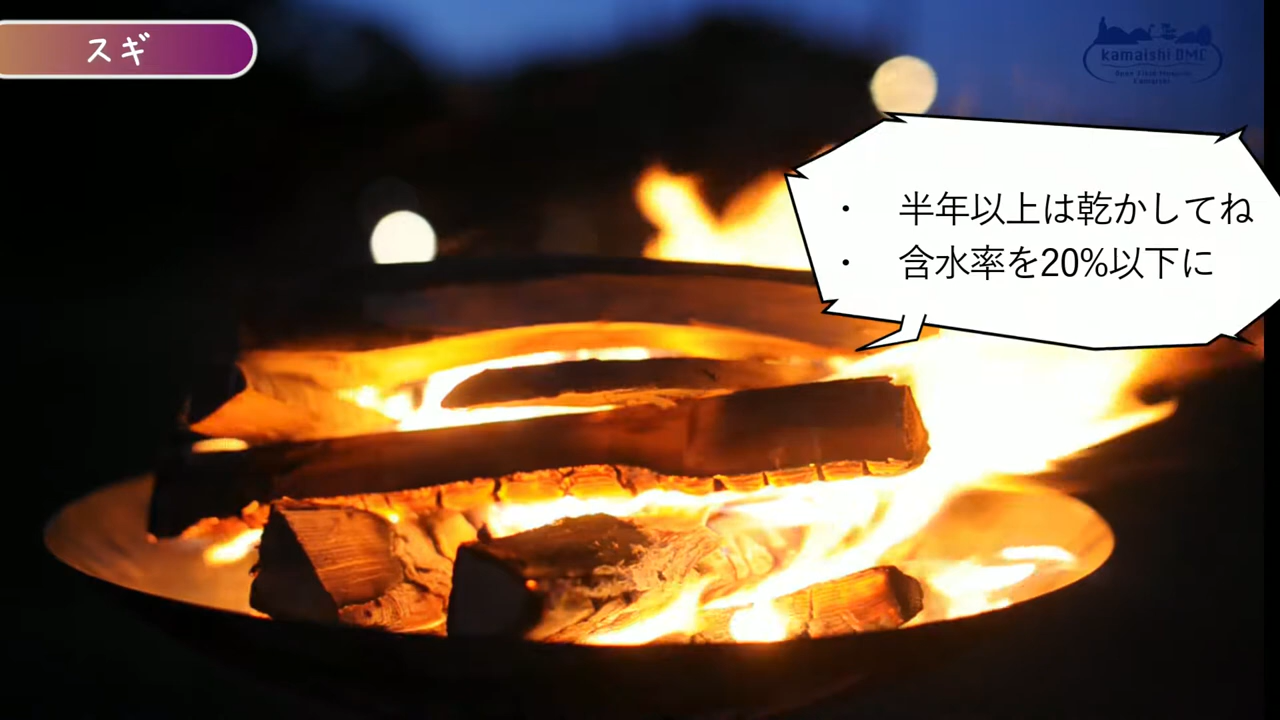 スギ
kamaishi DMC
・ 半年以上は乾かしてね
・ 含水率を20%以下に